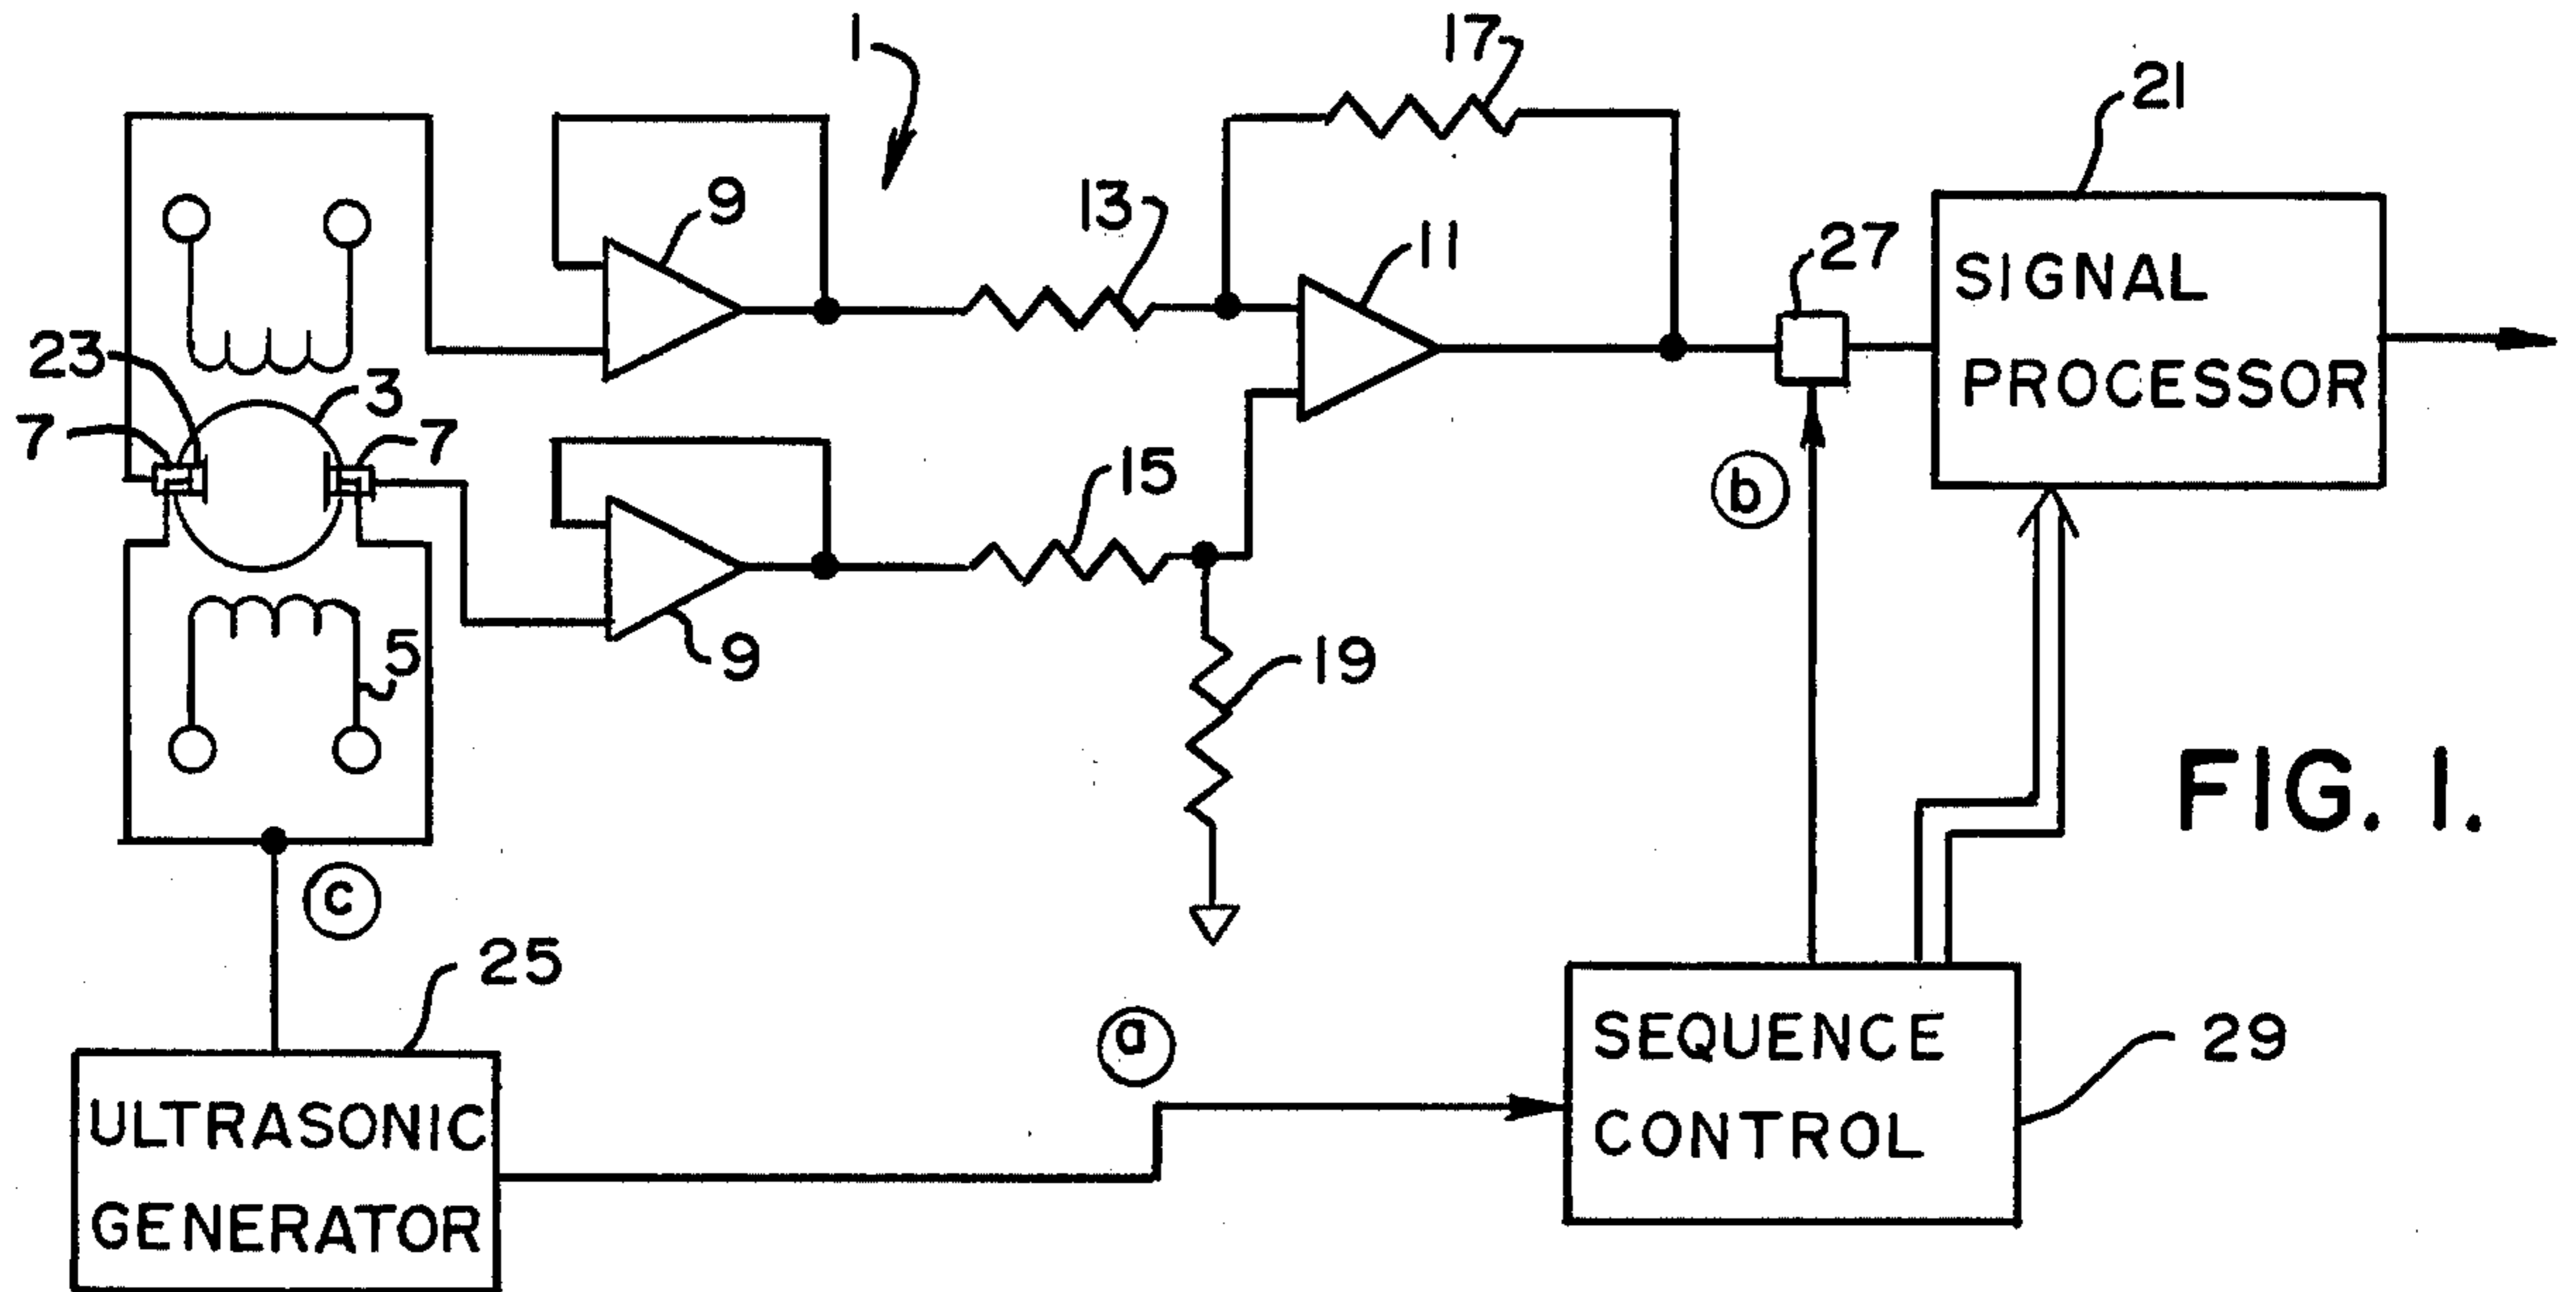 1
17
21
9
13
11
27
SIGNAL
PROCESSOR
23
3
7
7
15
b
9
5
19
FIG. 1.
c
25
a
SEQUENCE
CONTROL
29
ULTRASONIC
GENERATOR